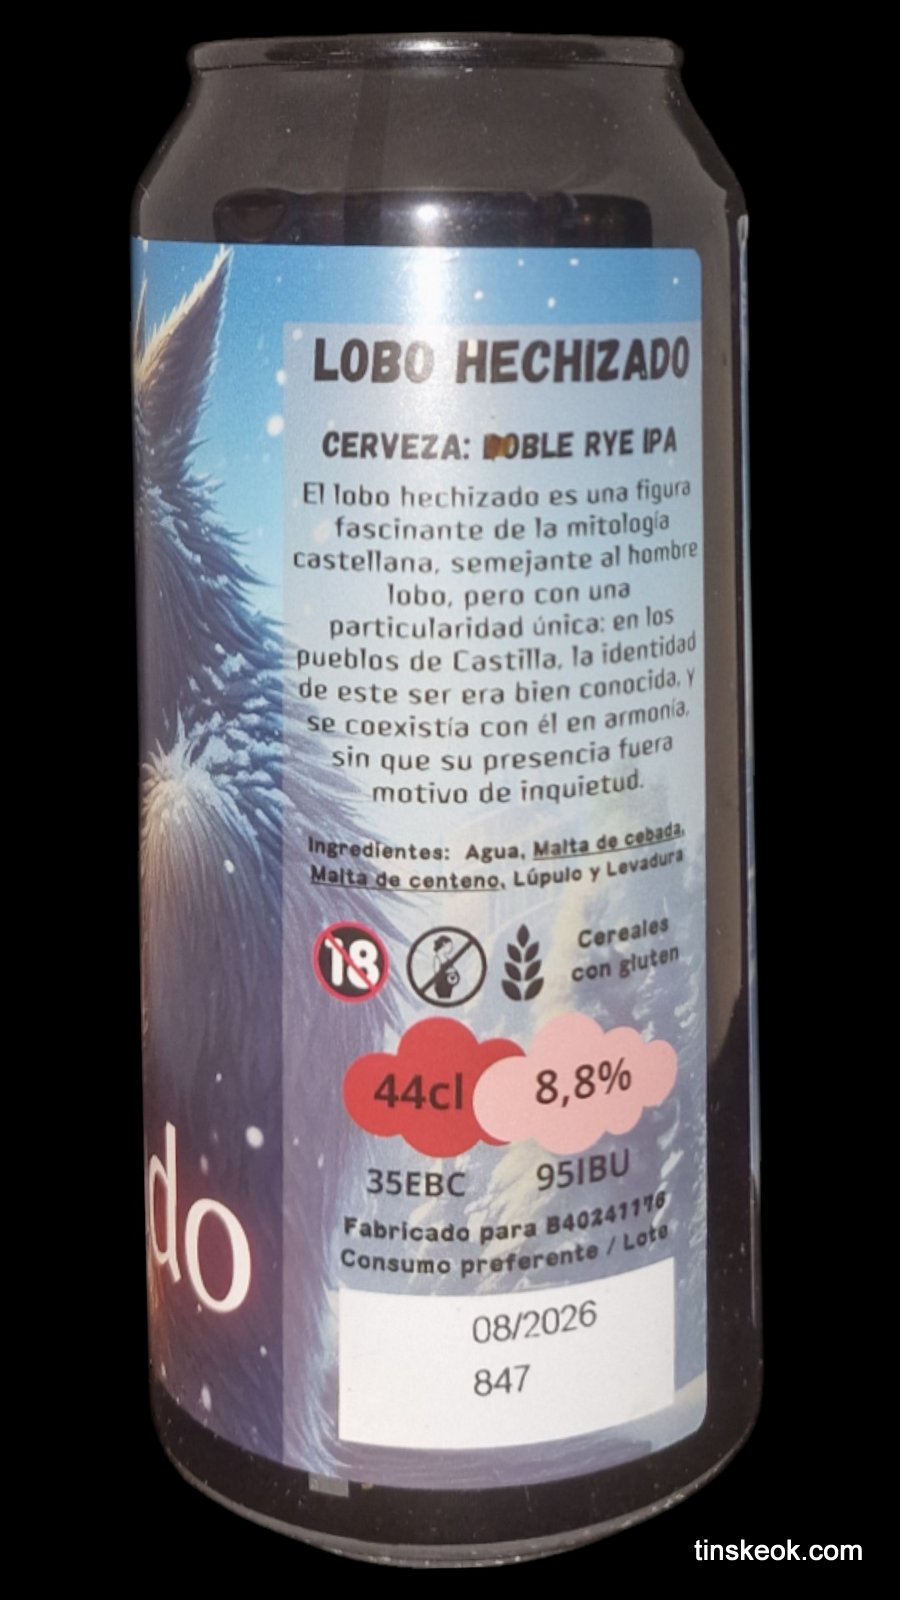 LOBO HECHIZADO
CERVEZA: DOBLE RYE IPA
El lobo hechizado es una figura
fascinante de la mitología
castellana, semejante al hombre
lobo, pero con una
particularidad única: en los
pueblos de Castilla, la identidad
de este ser era bien conocida, y
se coexistía con él en armonía,
sin que su presencia fuera
motivo de inquietud.
Ingredientes: Agua, Malta de cebada,
Malta de centeno, Lúpulo y Levadura
18
Cereales
con gluten
44cl
8,8%
35EBC
95IBU
Fabricado para B40241176
Consumo preferente / Lote
08/2026
847
do
tinskeok.com